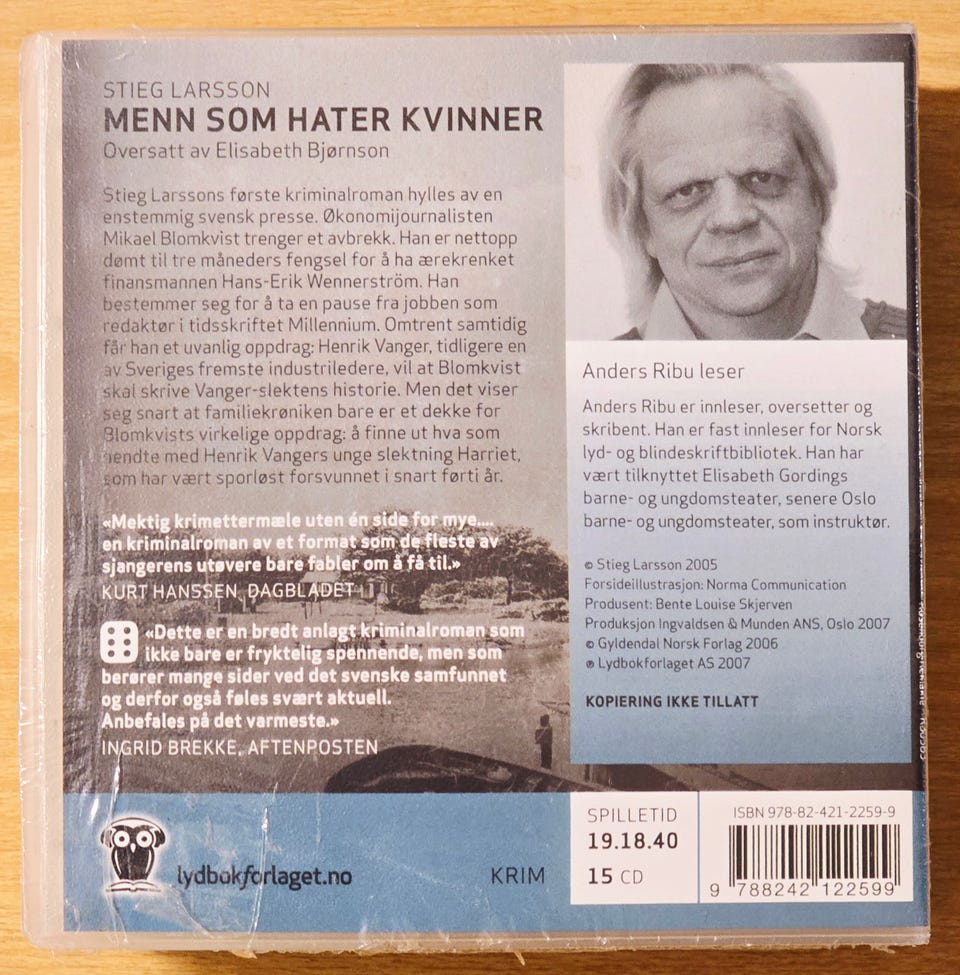 STIEG LARSSON
MENN SOM HATER KVINNER
Oversatt av Elisabeth Bjørnson
Stieg Larssons første kriminalroman hylles av en
enstemmig svensk presse. Økonomijournalisten
Mikael Blomkvist trenger et avbrekk. Han er nettopp
dømt til tre måneders fengsel for å ha ærekrenket
finansmannen Hans-Erik Wennerström. Han
bestemmer seg for å ta en pause fra jobben som
redaktør i tidsskriftet Millennium. Omtrent samtidig
får han et uvanlig oppdrag: Henrik Vanger, tidligere en
av Sveriges fremste industriledere, vil at Blomkvist
skal skrive Vanger-slektens historie. Men det viser
seg snart at familiekrøniken bare er et dekke for
Blomkvists virkelige oppdrag: å finne ut hva som
hendte med Henrik Vangers unge slektning Harriet,
som har vært sporløst forsvunnet i snart førti år.
«Mektig krimettermæle uten én side for mye....
en kriminalroman av et format som de fleste av
sjangerens utøvere bare fabler om å få til.»
KURT HANSSEN, DAGBLADET
«Dette er en bredt anlagt kriminalroman som
ikke bare er fryktelig spennende, men som
berører mange sider ved det svenske samfunnet
og derfor også føles svært aktuell.
Anbefales på det varmeste.»
INGRID BREKKE, AFTENPOSTEN
Anders Ribu leser
Anders Ribu er innleser, oversetter og
skribent. Han er fast innleser for Norsk
lyd- og blindeskriftbibliotek. Han har
vært tilknyttet Elisabeth Gordings
barne- og ungdomsteater, senere Oslo
barne- og ungdomsteater, som instruktør.
© Stieg Larsson 2005
Forsideillustrasjon: Norma Communication
Produsent: Bente Louise Skjerven
Produksjon Ingvaldsen & Munden ANS, Oslo 2007
© Gyldendal Norsk Forlag 2006
℗ Lydbokforlaget AS 2007
KOPIERING IKKE TILLATT
lydbokforlaget.no
KRIM
SPILLETID
19.18.40
15 CD
ISBN 978-82-421-2259-9
9 788242 122599